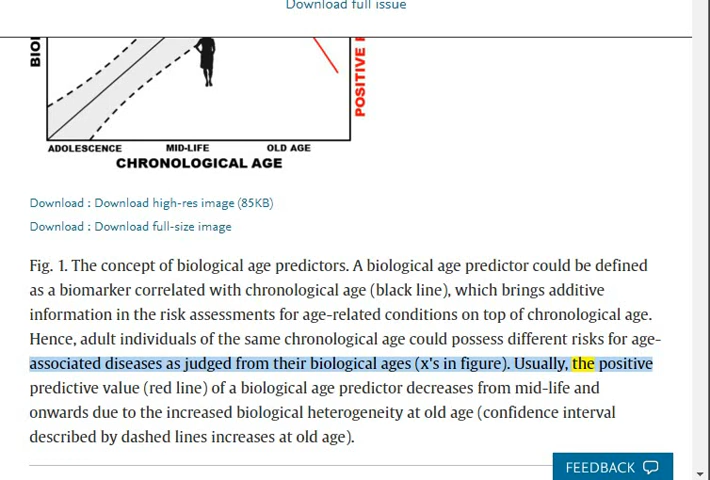 Download full issue
BIO
POSITIVE
ADOLESCENCE MID-LIFE OLD AGE
CHRONOLOGICAL AGE
Download : Download high-res image (85KB)
Download : Download full-size image
Fig. 1. The concept of biological age predictors. A biological age predictor could be defined
as a biomarker correlated with chronological age (black line), which brings additive
information in the risk assessments for age-related conditions on top of chronological age.
Hence, adult individuals of the same chronological age could possess different risks for age-
associated diseases as judged from their biological ages (x's in figure). Usually, the positive
predictive value (red line) of a biological age predictor decreases from mid-life and
onwards due to the increased biological heterogeneity at old age (confidence interval
described by dashed lines increases at old age).
FEEDBACK